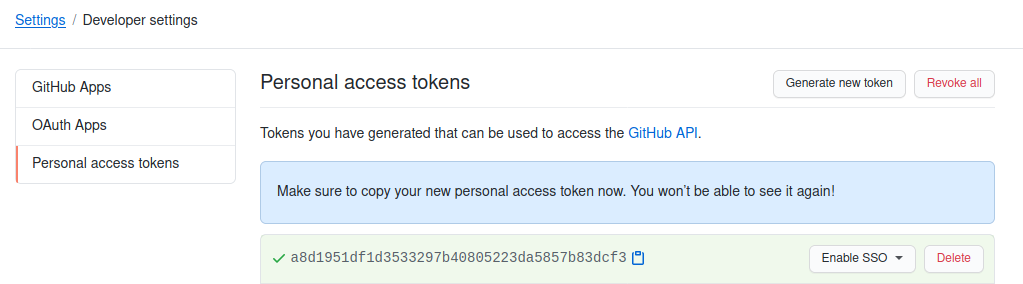 Settings / Developer settings
GitHub Apps
OAuth Apps
Personal access tokens
Personal access tokens
Generate new token
Revoke all
Tokens you have generated that can be used to access the GitHub API.
Make sure to copy your new personal access token now. You won't be able to see it again!
a8d1951df1d3533297b40805223da5857b83dcf3
Enable SSO
Delete